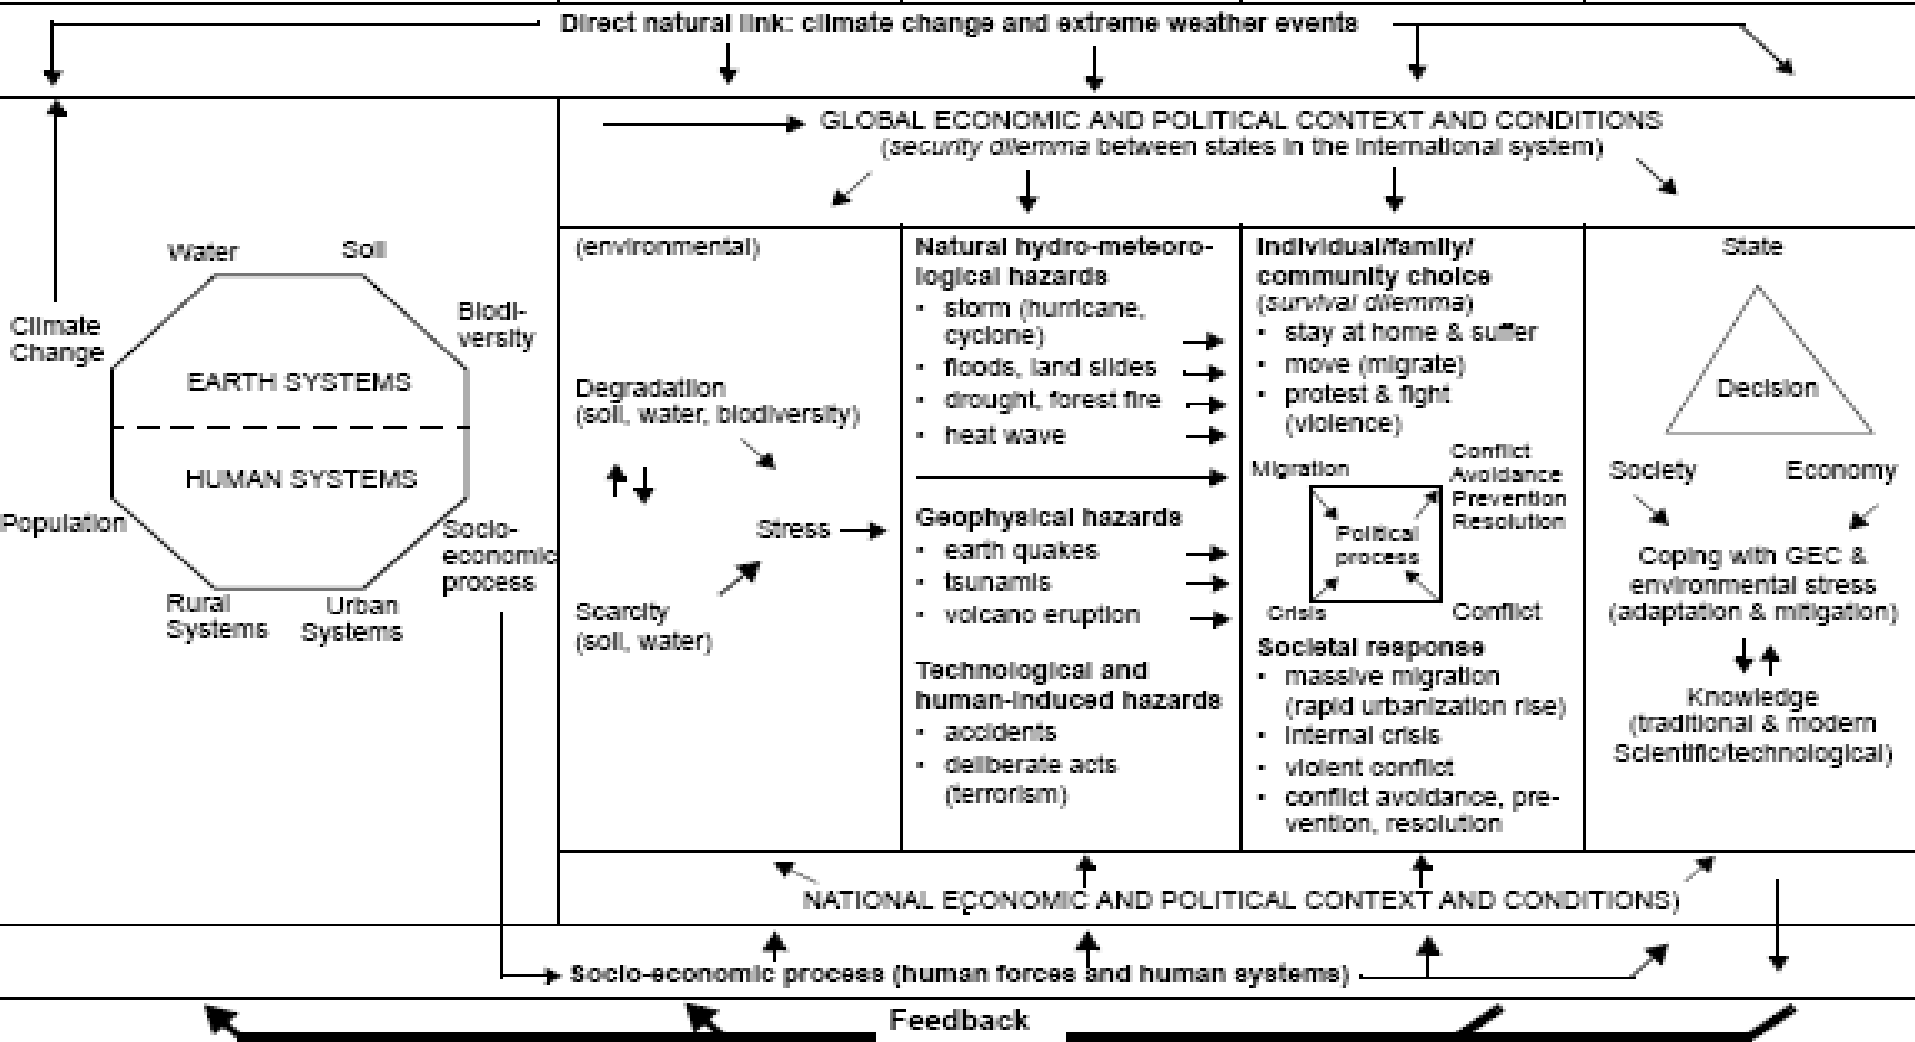 Direct natural link: climate change and extreme weather events
GLOBAL ECONOMIC AND POLITICAL CONTEXT AND CONDITIONS
(security dilemma between states in the international system)
Water
Soil
Climate
Change
Biodi-
versity
EARTH SYSTEMS
HUMAN SYSTEMS
Population
Socio-
economic
process
Rural
Systems
Urban
Systems
(environmental)
Degradatiion
(soil, water, biodiversity)
Stress
Scarcity
(soil, water)
Natural hydro-meteoro-
logical hazards
• storm (hurricane,
cyclone)
• floods, land slides
• drought, forest fire
• heat wave
Geophysical hazards
• earth quakes
• tsunamis
• volcano eruption
Technological and
human-induced hazards
• accidents
• deliberate acts
(terrorism)
Individual/family/
community choice
(survival dilemma)
• stay at home & suffer
• move (migrate)
• protest & fight
(violence)
Migration
Conflict
Avoidance
Prevention
Resolution
Political
process
Crisis
Conflict
Societal response
• massive migration
(rapid urbanization rise)
• internal crisis
• violent conflict
• conflict avoidance, pre-
vention, resolution
State
Decision
Society
Economy
Coping with GEC &
environmental stress
(adaptation & mitigation)
Knowledge
(traditional & modern
Scientific/technological)
NATIONAL ECONOMIC AND POLITICAL CONTEXT AND CONDITIONS)
Socio-economic process (human forces and human systems)
Feedback